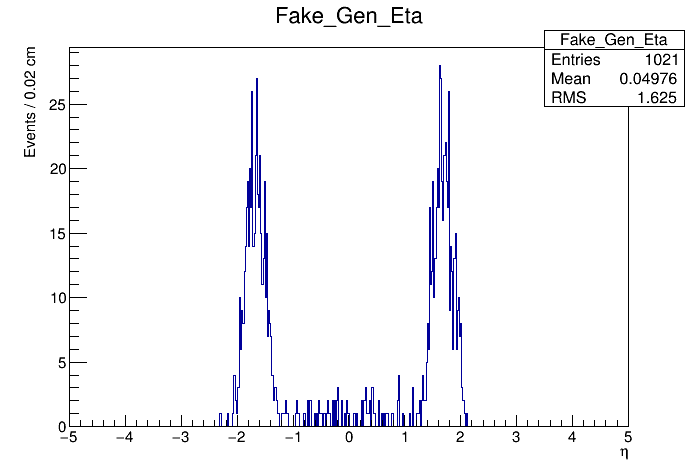 Fake_Gen_Eta
Fake_Gen_Eta
Entries 1021
Mean 0.04976
RMS 1.625
Events / 0.02 cm
25
20
15
10
5
0
−5 −4 −3 −2 −1 0 1 2 3 4 5
η